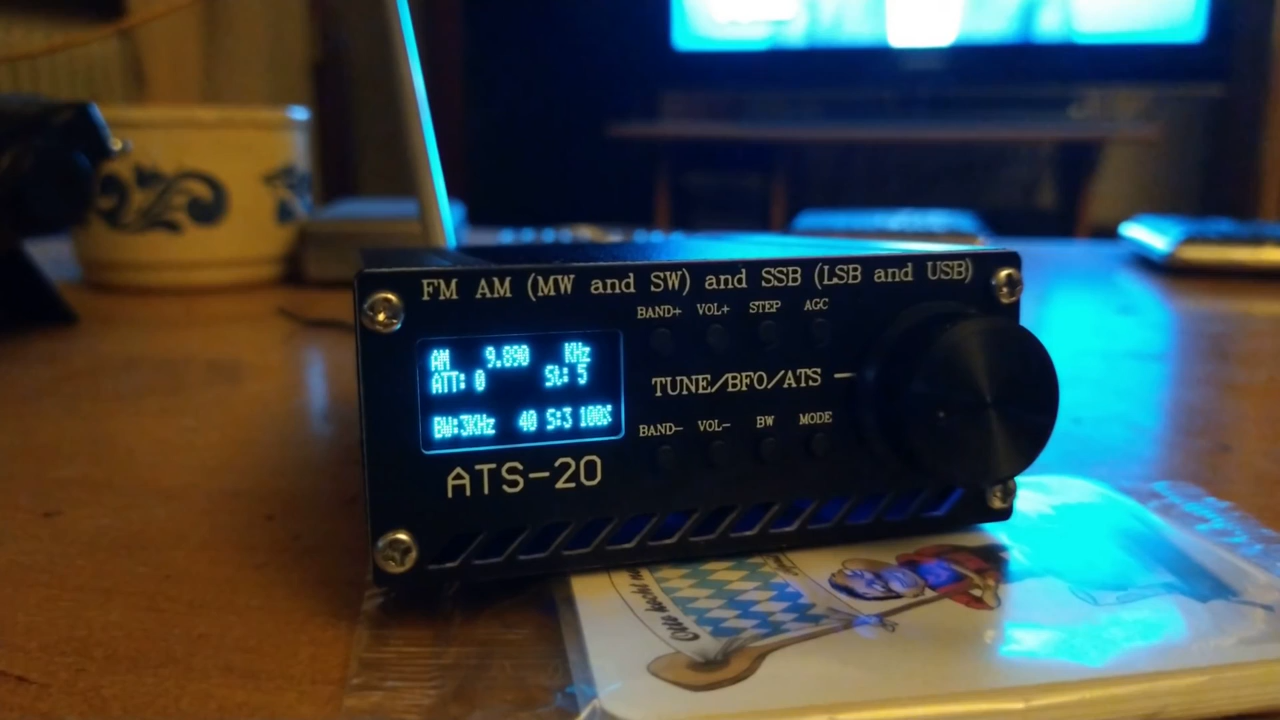 FM AM (MW and SW) and SSB (LSB and USB)
BAND+ VOL+ STEP AGC
AM 9.890 KHz
ATT: 0 St: 5
TUNE/BFO/ATS —
BW:3KHz 40 S:3 100%
BAND− VOL− BW MODE
ATS-20